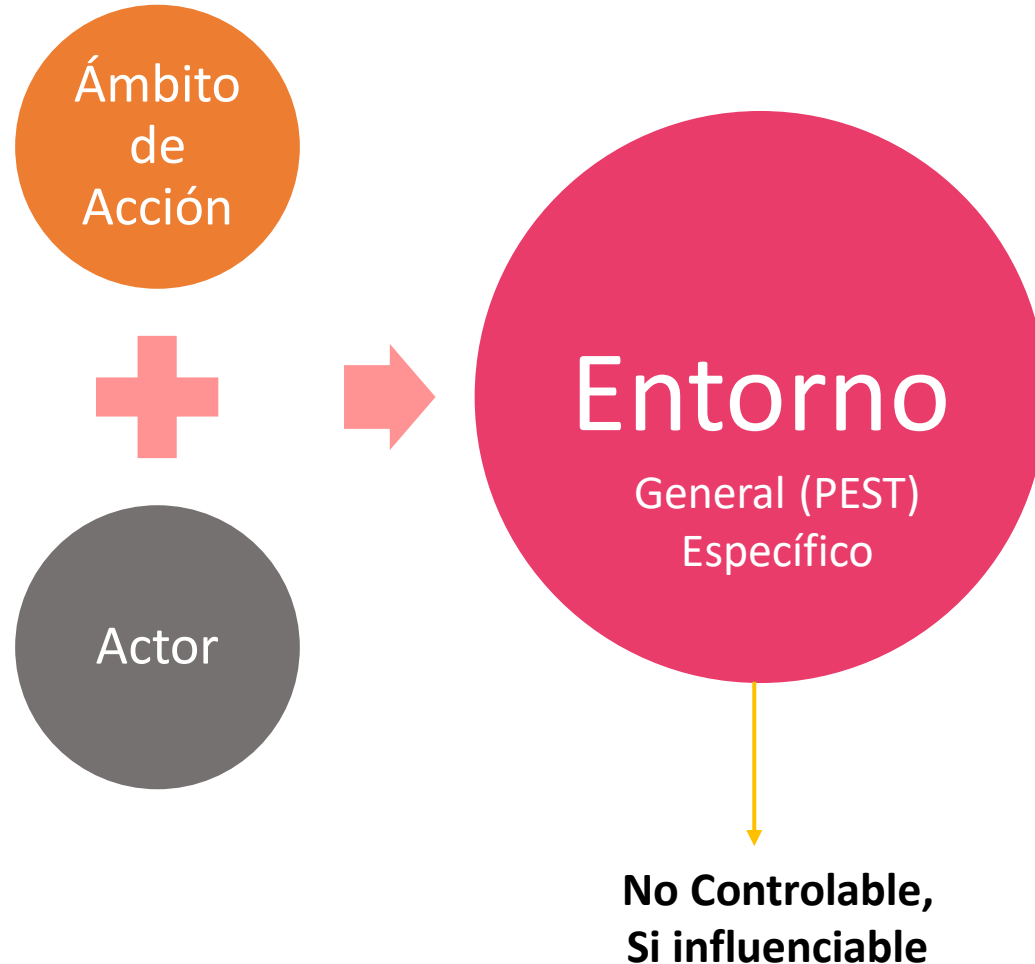 Ámbito
de
Acción
Actor
Entorno
General (PEST)
Específico
No Controlable,
Si influenciable